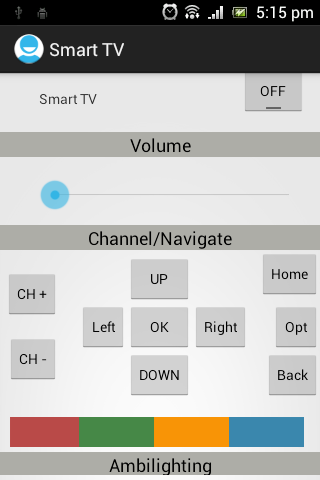 5:15 pm
Smart TV
Smart TV
OFF
Volume
Channel/Navigate
UP
Home
CH +
Left
OK
Right
Opt
CH -
DOWN
Back
Ambilighting